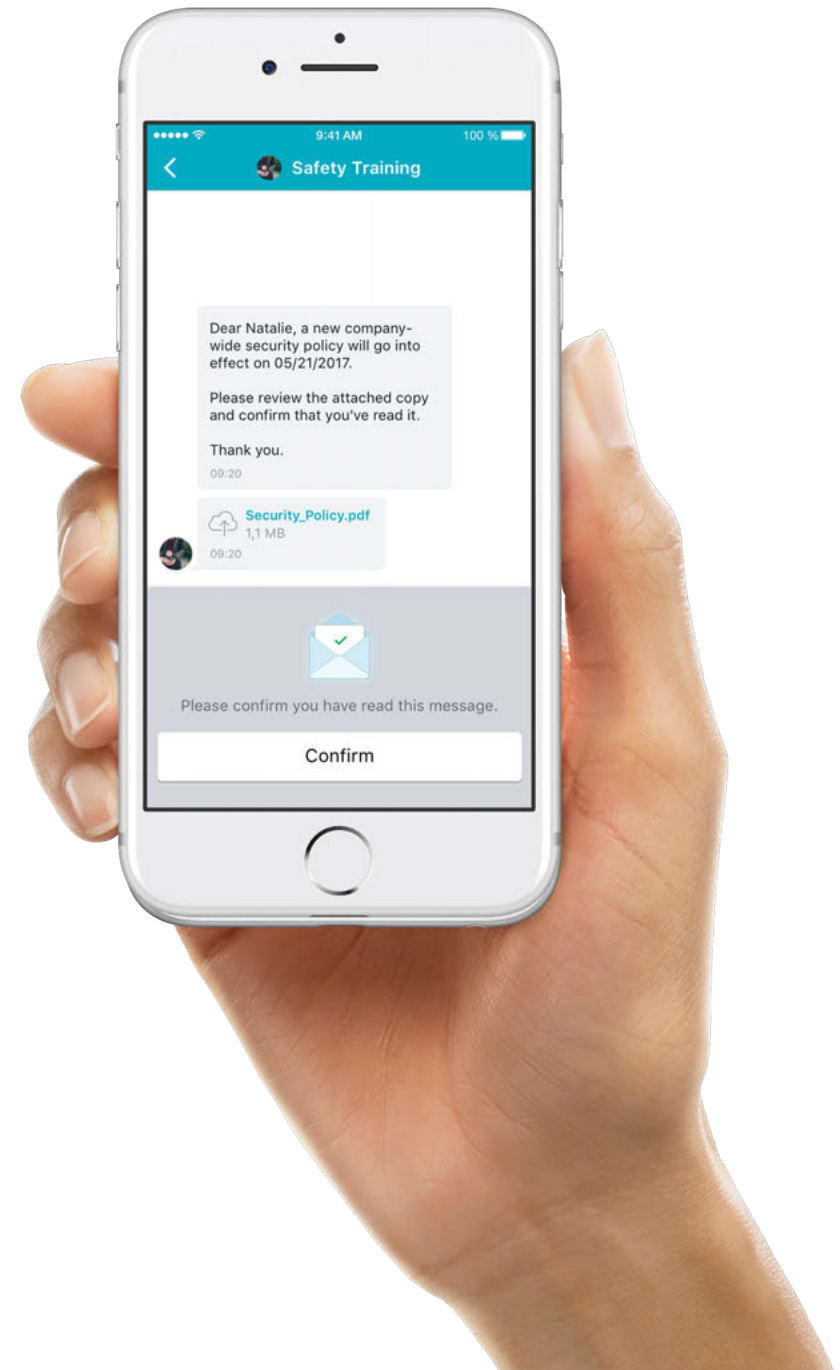 9:41 AM
100 %
Safety Training
Dear Natalie, a new company-
wide security policy will go into
effect on 05/21/2017.
Please review the attached copy
and confirm that you've read it.
Thank you.
09:20
Security_Policy.pdf
1,1 MB
09:20
Please confirm you have read this message.
Confirm